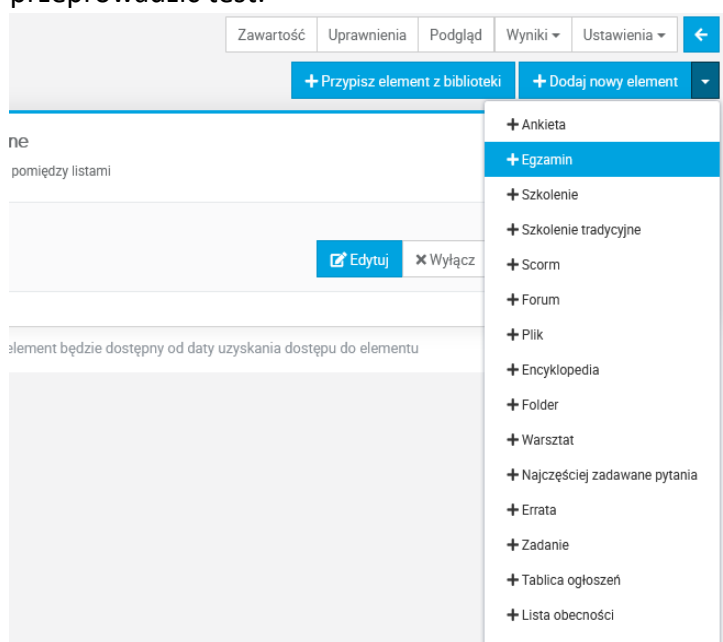 przeprowadzić test.
Zawartość Uprawnienia Podgląd Wyniki Ustawienia
+ Przypisz element z biblioteki + Dodaj nowy element
+ Ankieta
ne
+ Egzamin
pomiędzy listami
+ Szkolenie
+ Szkolenie tradycyjne
Edytuj × Wyłącz
+ Scorm
+ Forum
+ Plik
element będzie dostępny od daty uzyskania dostępu do elementu
+ Encyklopedia
+ Folder
+ Warsztat
+ Najczęściej zadawane pytania
+ Errata
+ Zadanie
+ Tablica ogłoszeń
+ Lista obecności